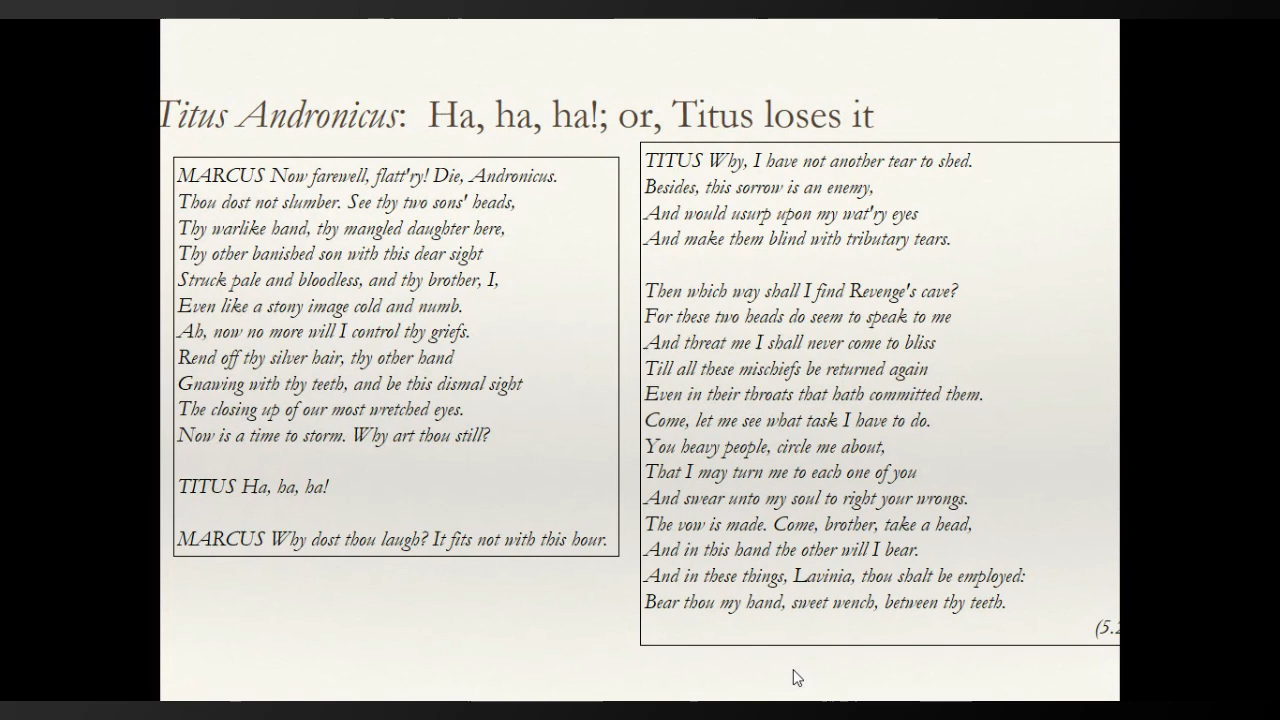 Titus Andronicus: Ha, ha, ha!; or, Titus loses it
MARCUS Now farewell, flatt'ry! Die, Andronicus.
Thou dost not slumber. See thy two sons' heads,
Thy warlike hand, thy mangled daughter here,
Thy other banished son with this dear sight
Struck pale and bloodless, and thy brother, I,
Even like a stony image cold and numb.
Ah, now no more will I control thy griefs.
Rend off thy silver hair, thy other hand
Gnawing with thy teeth, and be this dismal sight
The closing up of our most wretched eyes.
Now is a time to storm. Why art thou still?
TITUS Ha, ha, ha!
MARCUS Why dost thou laugh? It fits not with this hour.
TITUS Why, I have not another tear to shed.
Besides, this sorrow is an enemy,
And would usurp upon my wat'ry eyes
And make them blind with tributary tears.
Then which way shall I find Revenge's cave?
For these two heads do seem to speak to me
And threat me I shall never come to bliss
Till all these mischiefs be returned again
Even in their throats that hath committed them.
Come, let me see what task I have to do.
You heavy people, circle me about,
That I may turn me to each one of you
And swear unto my soul to right your wrongs.
The vow is made. Come, brother, take a head,
And in this hand the other will I bear.
And in these things, Lavinia, thou shalt be employed:
Bear thou my hand, sweet wench, between thy teeth.
(5.2